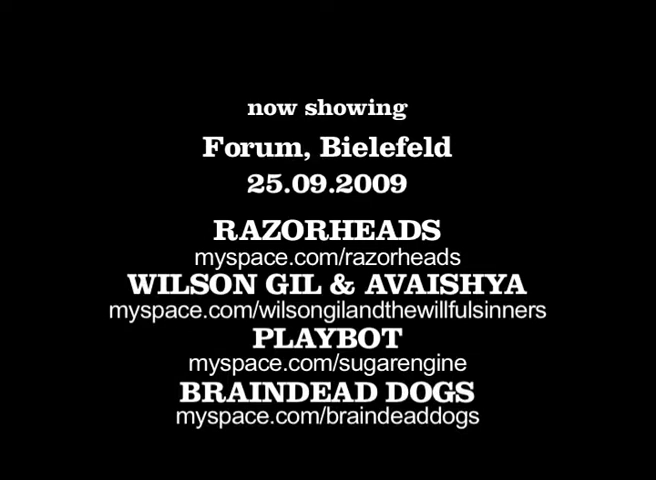 now showing
Forum, Bielefeld
25.09.2009
RAZORHEADS
myspace.com/razorheads
WILSON GIL & AVAISHYA
myspace.com/wilsongilandthewillfulsinners
PLAYBOT
myspace.com/sugarengine
BRAINDEAD DOGS
myspace.com/braindeaddogs